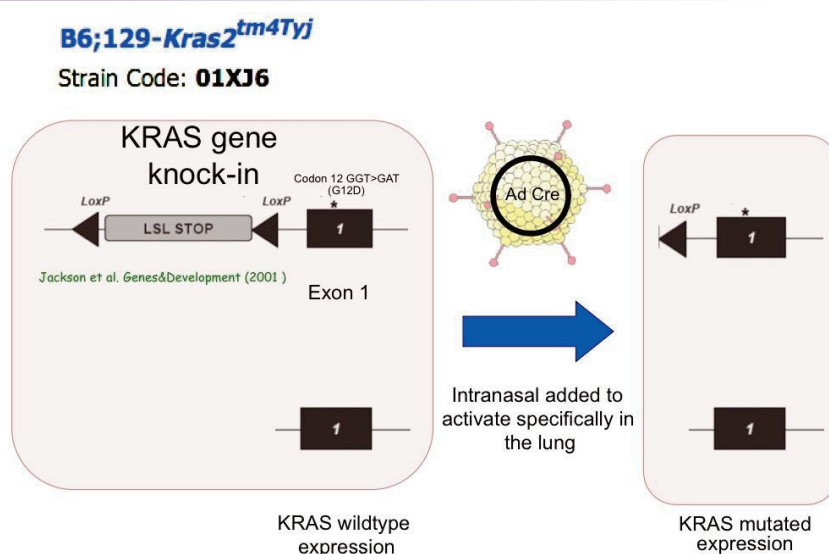 B6;129-Kras2tm4Tyj
Strain Code: 01XJ6
KRAS gene
knock-in
Codon 12 GGT>GAT
(G12D)
LoxP
LoxP
*
LSL STOP
1
Jackson et al. Genes&Development (2001 )
Exon 1
1
KRAS wildtype
expression
Ad Cre
Intranasal added to
activate specifically in
the lung
LoxP
*
1
1
KRAS mutated
expression